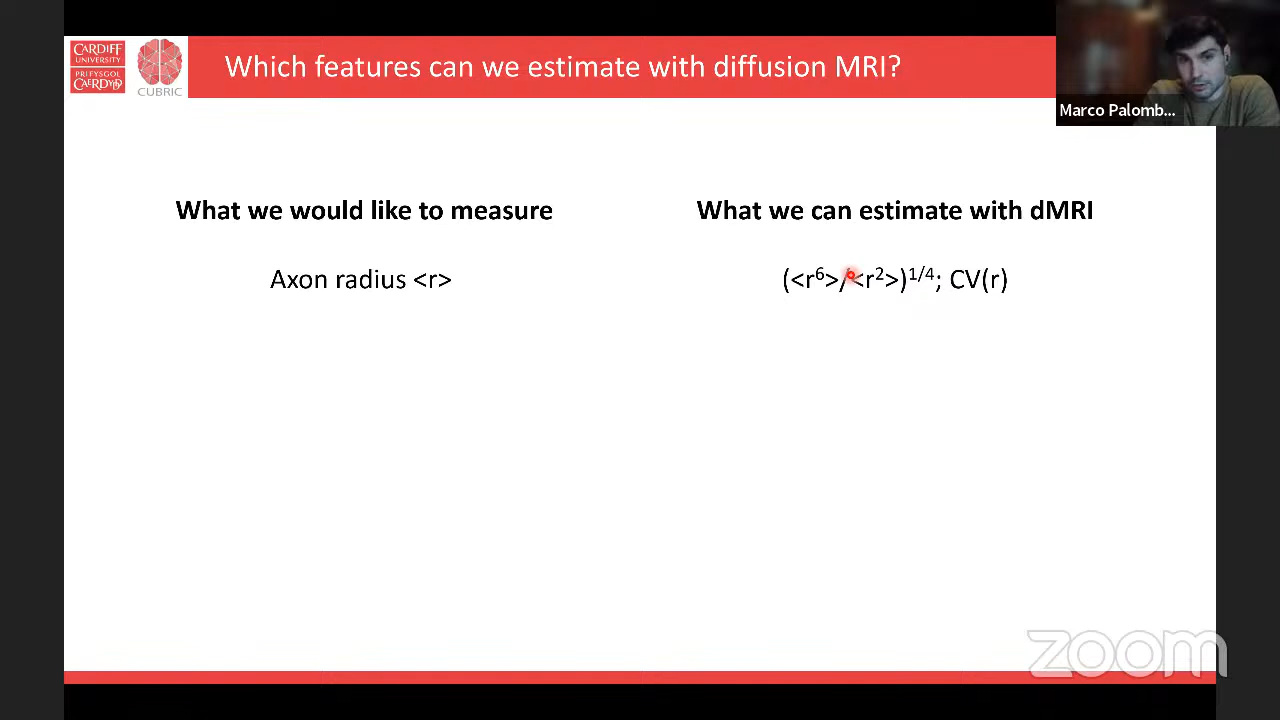 CARDIFF
UNIVERSITY
PRIFYSGOL
CAERDYDD
CUBRIC
Which features can we estimate with diffusion MRI?
Marco Palomb...
What we would like to measure
What we can estimate with dMRI
Axon radius <r>
(<r⁶>/<r²>)¹/⁴; CV(r)
zoom